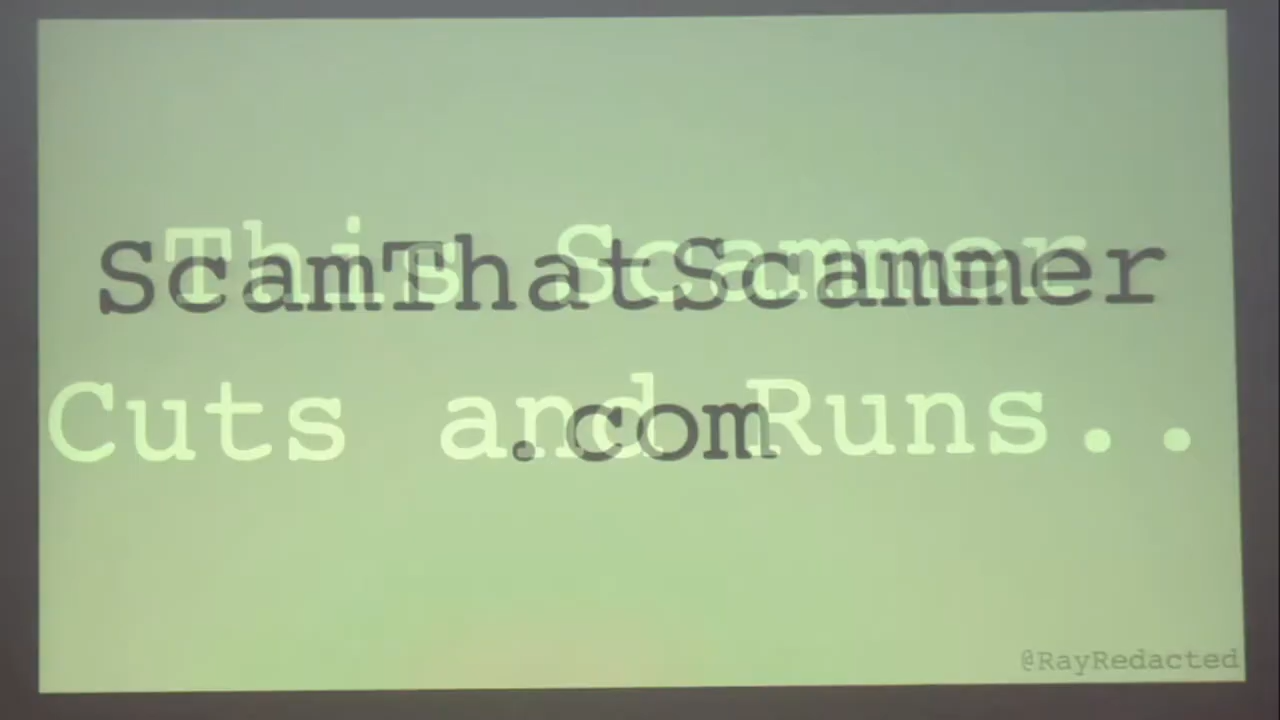 This Scammer
Cuts and Runs..
ScamThatScammer
.com
@RayRedacted